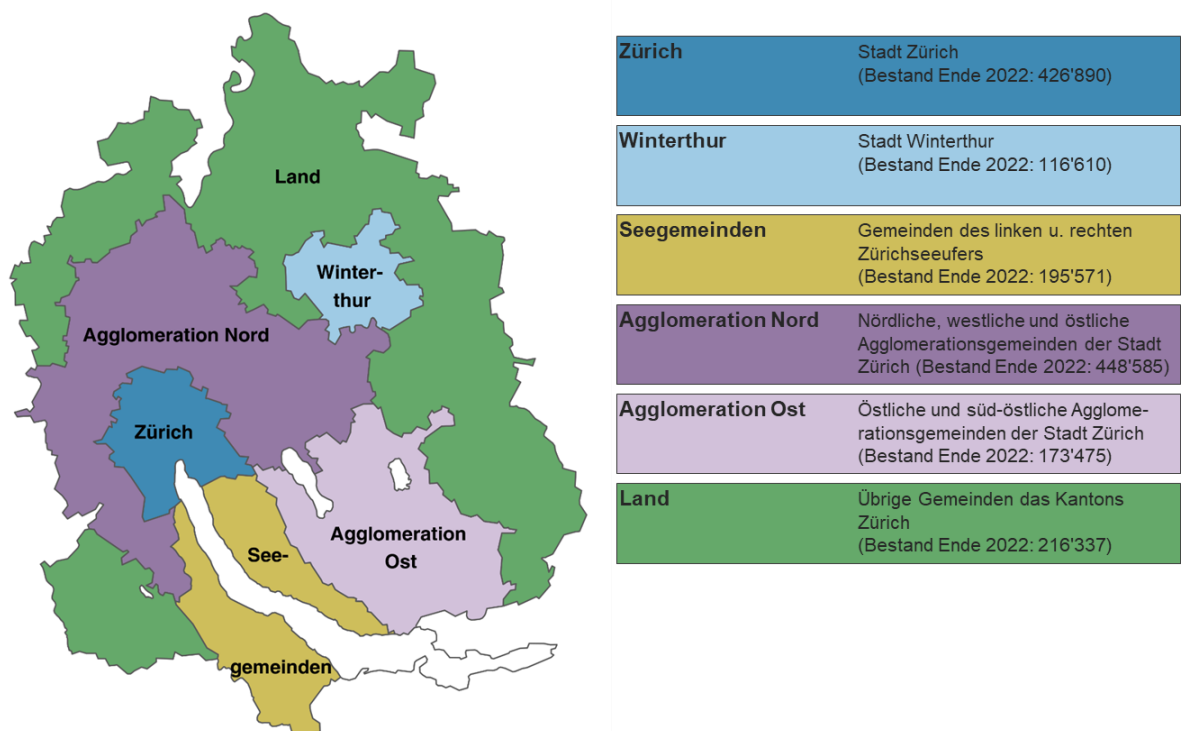 Land
Winter-
thur
Agglomeration Nord
Zürich
Agglomeration
Ost
See-
gemeinden
Zürich
Stadt Zürich
(Bestand Ende 2022: 426'890)
Winterthur
Stadt Winterthur
(Bestand Ende 2022: 116'610)
Seegemeinden
Gemeinden des linken u. rechten
Zürichseeufers
(Bestand Ende 2022: 195'571)
Agglomeration Nord
Nördliche, westliche und östliche
Agglomerationsgemeinden der Stadt
Zürich (Bestand Ende 2022: 448'585)
Agglomeration Ost
Östliche und süd-östliche Agglome-
rationsgemeinden der Stadt Zürich
(Bestand Ende 2022: 173'475)
Land
Übrige Gemeinden das Kantons
Zürich
(Bestand Ende 2022: 216'337)